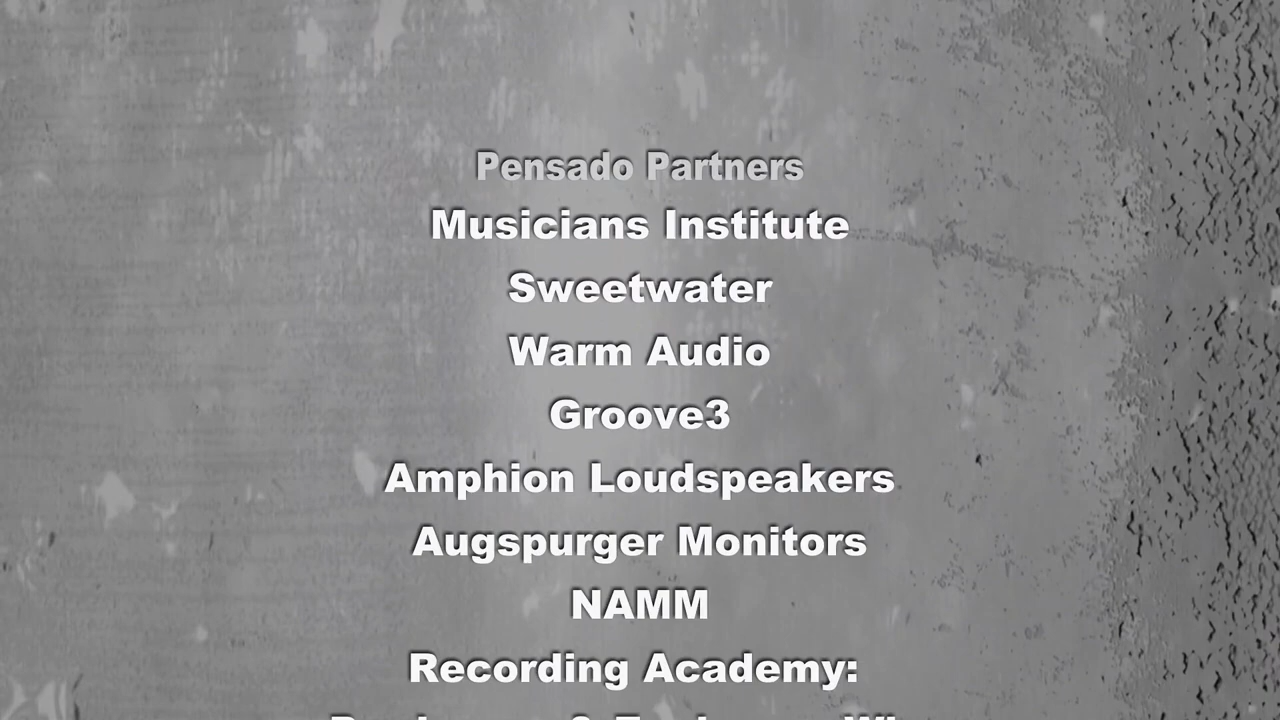 Pensado Partners
Musicians Institute
Sweetwater
Warm Audio
Groove3
Amphion Loudspeakers
Augspurger Monitors
NAMM
Recording Academy: